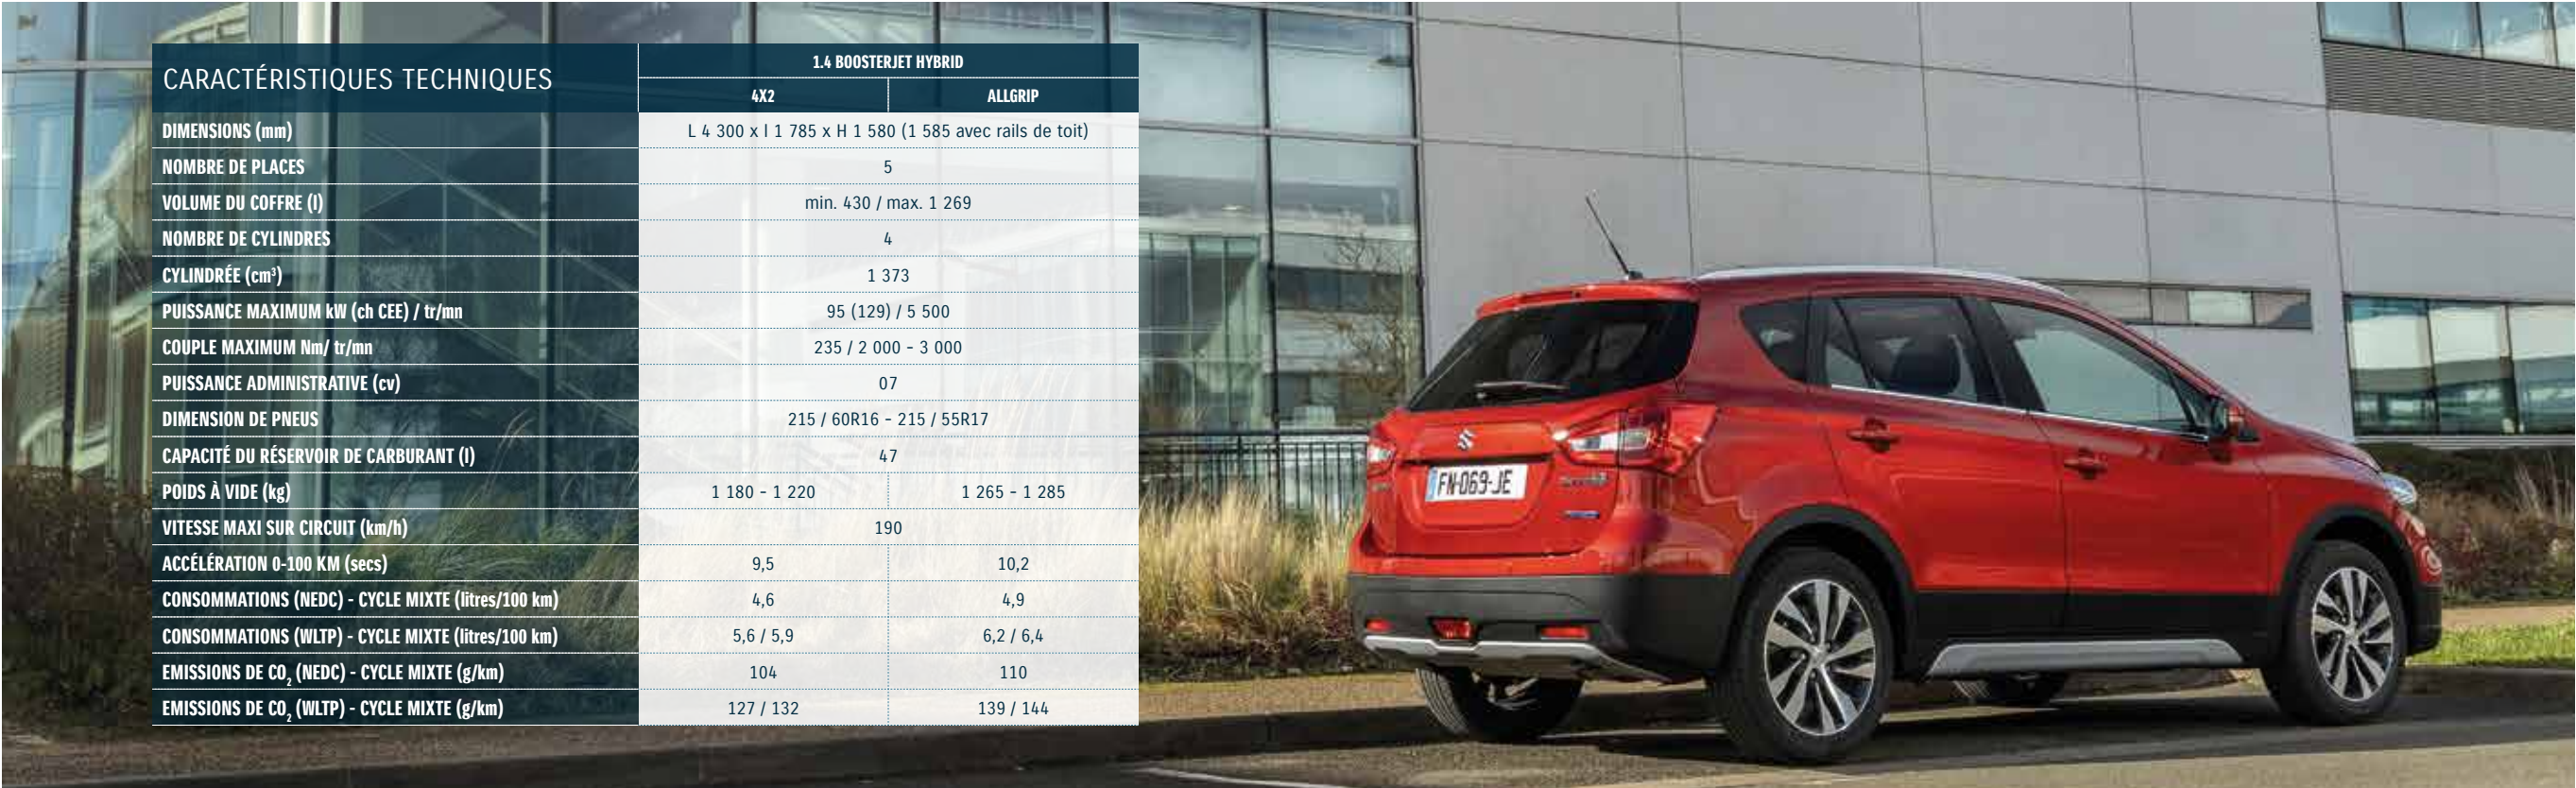 CARACTÉRISTIQUES TECHNIQUES
1.4 BOOSTERJET HYBRID
4X2 ALLGRIP
DIMENSIONS (mm) L 4 300 x l 1 785 x H 1 580 (1 585 avec rails de toit)
NOMBRE DE PLACES 5
VOLUME DU COFFRE (l) min. 430 / max. 1 269
NOMBRE DE CYLINDRES 4
CYLINDRÉE (cm³) 1 373
PUISSANCE MAXIMUM kW (ch CEE) / tr/mn 95 (129) / 5 500
COUPLE MAXIMUM Nm/ tr/mn 235 / 2 000 - 3 000
PUISSANCE ADMINISTRATIVE (cv) 07
DIMENSION DE PNEUS 215 / 60R16 - 215 / 55R17
CAPACITÉ DU RÉSERVOIR DE CARBURANT (l) 47
POIDS À VIDE (kg) 1 180 - 1 220 1 265 - 1 285
VITESSE MAXI SUR CIRCUIT (km/h) 190
ACCÉLÉRATION 0-100 KM (secs) 9,5 10,2
CONSOMMATIONS (NEDC) - CYCLE MIXTE (litres/100 km) 4,6 4,9
CONSOMMATIONS (WLTP) - CYCLE MIXTE (litres/100 km) 5,6 / 5,9 6,2 / 6,4
EMISSIONS DE CO₂ (NEDC) - CYCLE MIXTE (g/km) 104 110
EMISSIONS DE CO₂ (WLTP) - CYCLE MIXTE (g/km) 127 / 132 139 / 144
FN-069-JE